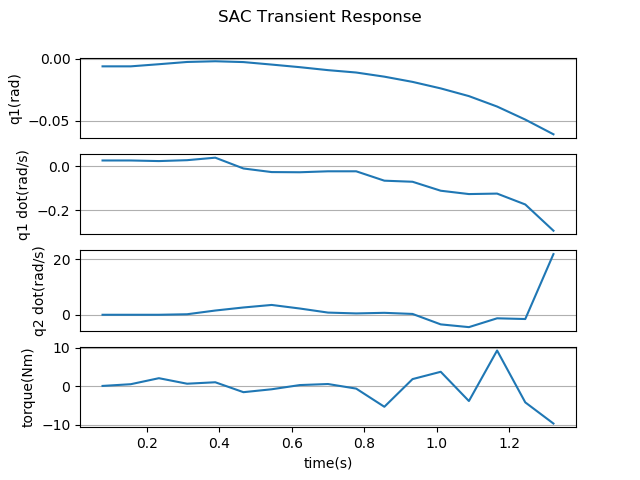 SAC Transient Response
0.00
−0.05
q1(rad)
0.0
−0.2
q1 dot(rad/s)
20
0
q2 dot(rad/s)
10
0
−10
torque(Nm)
0.2 0.4 0.6 0.8 1.0 1.2
time(s)